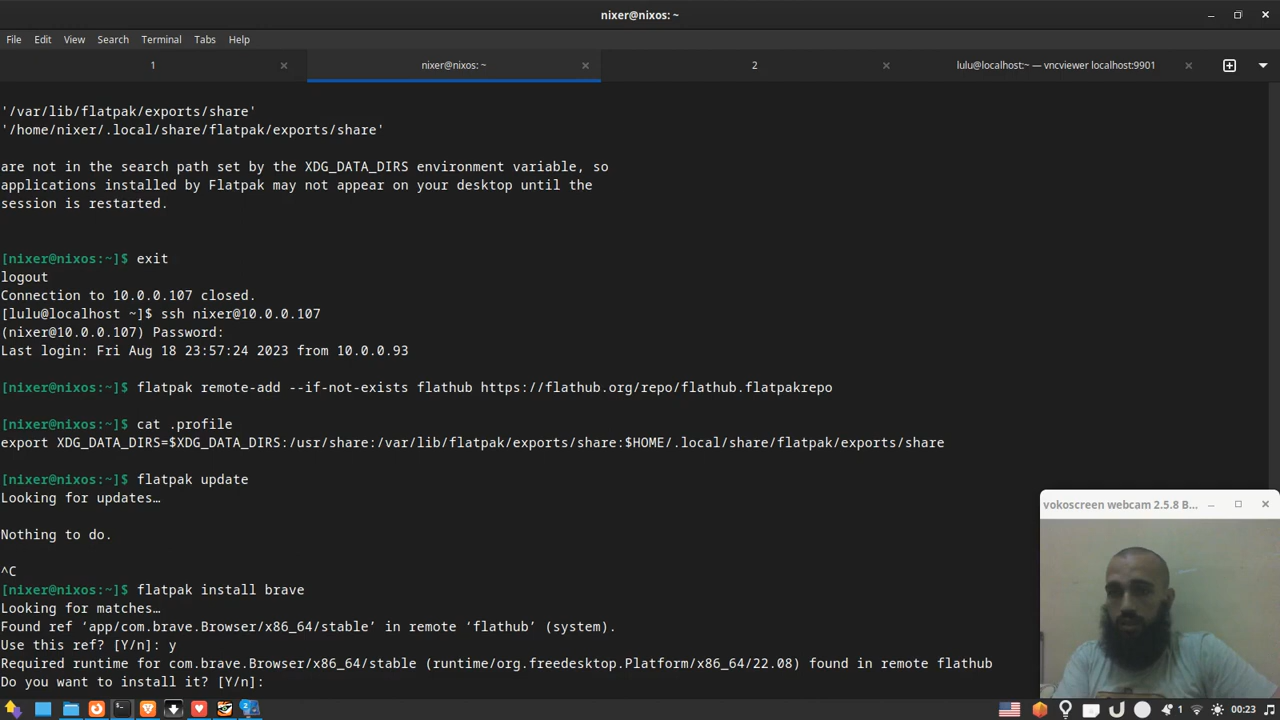 nixer@nixos: ~
File Edit View Search Terminal Tabs Help
1
nixer@nixos: ~
2
lulu@localhost:~ — vncviewer localhost:9901
'/var/lib/flatpak/exports/share'
'/home/nixer/.local/share/flatpak/exports/share'
are not in the search path set by the XDG_DATA_DIRS environment variable, so
applications installed by Flatpak may not appear on your desktop until the
session is restarted.
[nixer@nixos:~]$ exit
logout
Connection to 10.0.0.107 closed.
[lulu@localhost ~]$ ssh nixer@10.0.0.107
(nixer@10.0.0.107) Password:
Last login: Fri Aug 18 23:57:24 2023 from 10.0.0.93
[nixer@nixos:~]$ flatpak remote-add --if-not-exists flathub https://flathub.org/repo/flathub.flatpakrepo
[nixer@nixos:~]$ cat .profile
export XDG_DATA_DIRS=$XDG_DATA_DIRS:/usr/share:/var/lib/flatpak/exports/share:$HOME/.local/share/flatpak/exports/share
[nixer@nixos:~]$ flatpak update
Looking for updates…
Nothing to do.
^C
[nixer@nixos:~]$ flatpak install brave
Looking for matches…
Found ref ‘app/com.brave.Browser/x86_64/stable’ in remote ‘flathub’ (system).
Use this ref? [Y/n]: y
Required runtime for com.brave.Browser/x86_64/stable (runtime/org.freedesktop.Platform/x86_64/22.08) found in remote flathub
Do you want to install it? [Y/n]:
vokoscreen webcam 2.5.8 B...
2
1
00:23